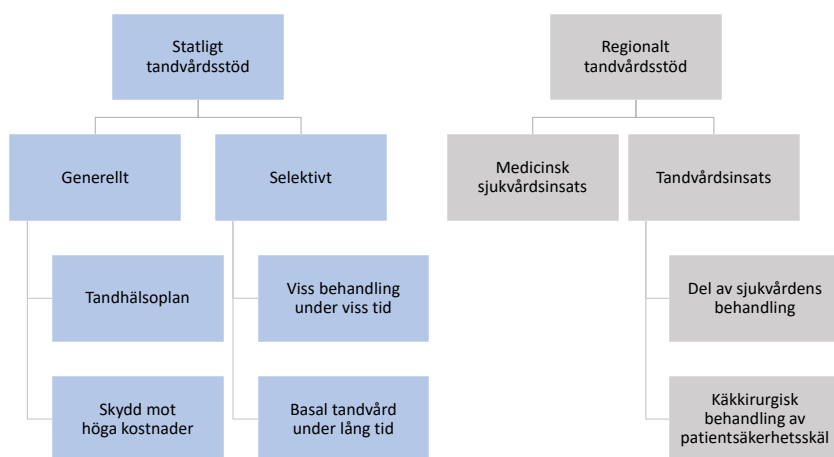 Statligt
tandvårdsstöd
Regionalt
tandvårdsstöd
Generellt
Selektivt
Medicinsk
sjukvårdsinsats
Tandvårdsinsats
Tandhälsoplan
Viss behandling
under viss tid
Del av sjukvårdens
behandling
Skydd mot
höga kostnader
Basal tandvård
under lång tid
Käkkirurgisk
behandling av
patientsäkerhetsskäl